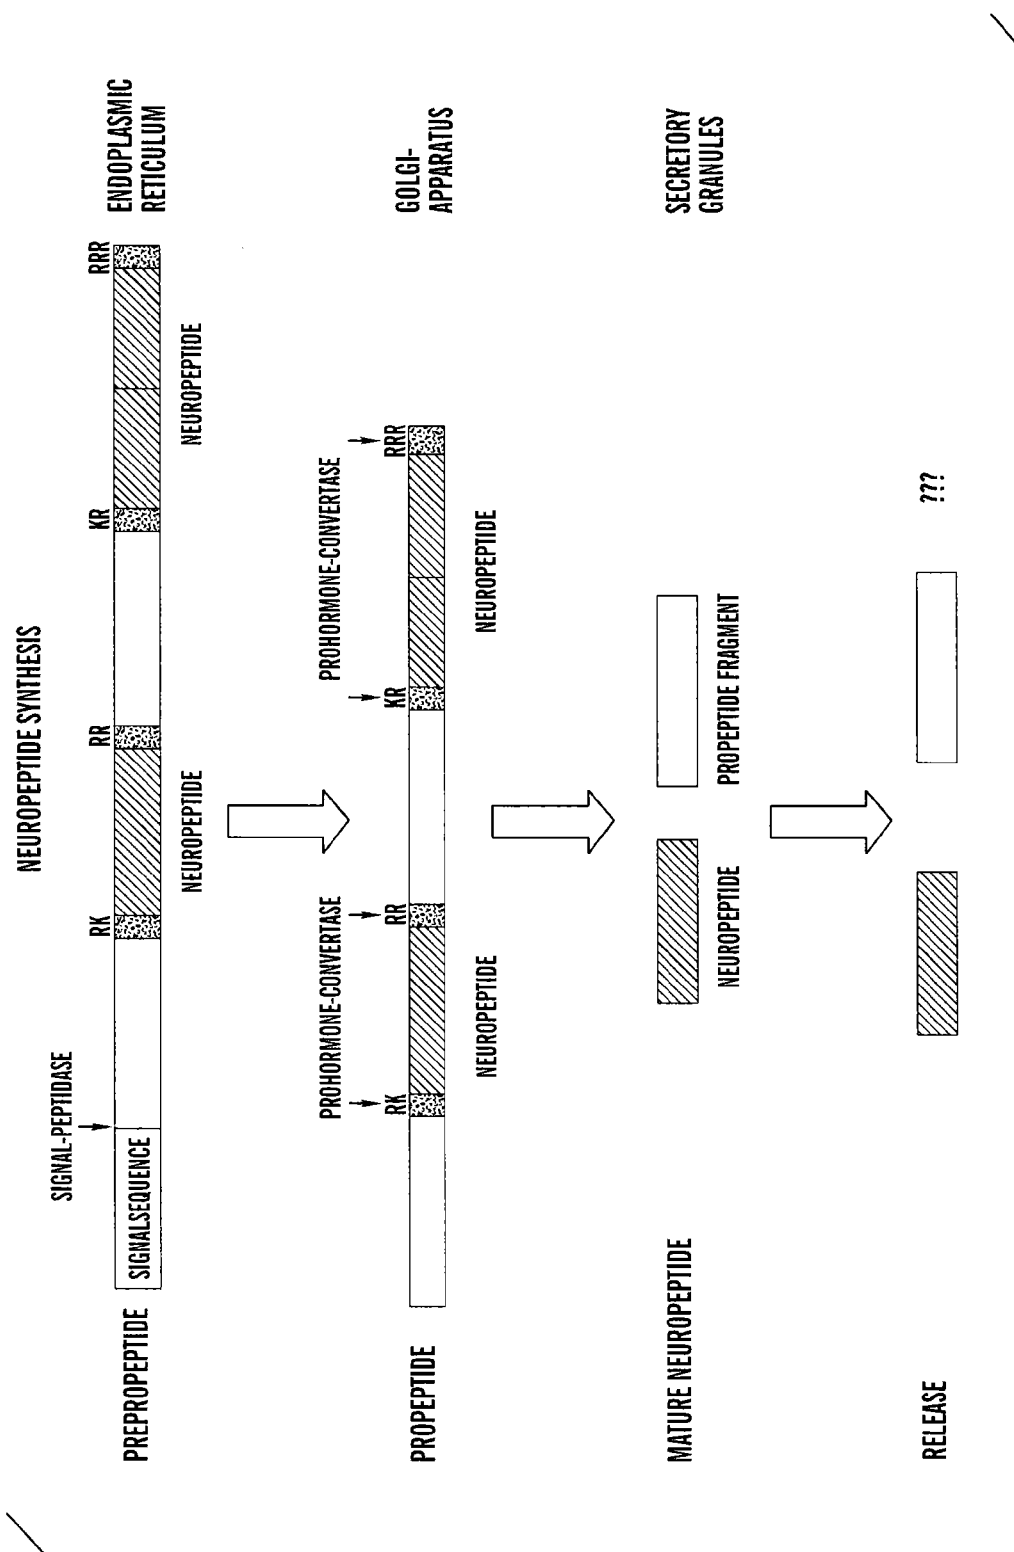 NEUROPEPTIDE SYNTHESIS
SIGNAL-PEPTIDASE
RK
RR
KR
RRR
PREPROPEPTIDE
SIGNALSEQUENCE
ENDOPLASMIC
RETICULUM
NEUROPEPTIDE
NEUROPEPTIDE
PROHORMONE-CONVERTASE
PROHORMONE-CONVERTASE
RK
RR
KR
RRR
PROPEPTIDE
GOLGI-
APPARATUS
NEUROPEPTIDE
NEUROPEPTIDE
MATURE NEUROPEPTIDE
SECRETORY
GRANULES
NEUROPEPTIDE
PROPEPTIDE FRAGMENT
RELEASE
???